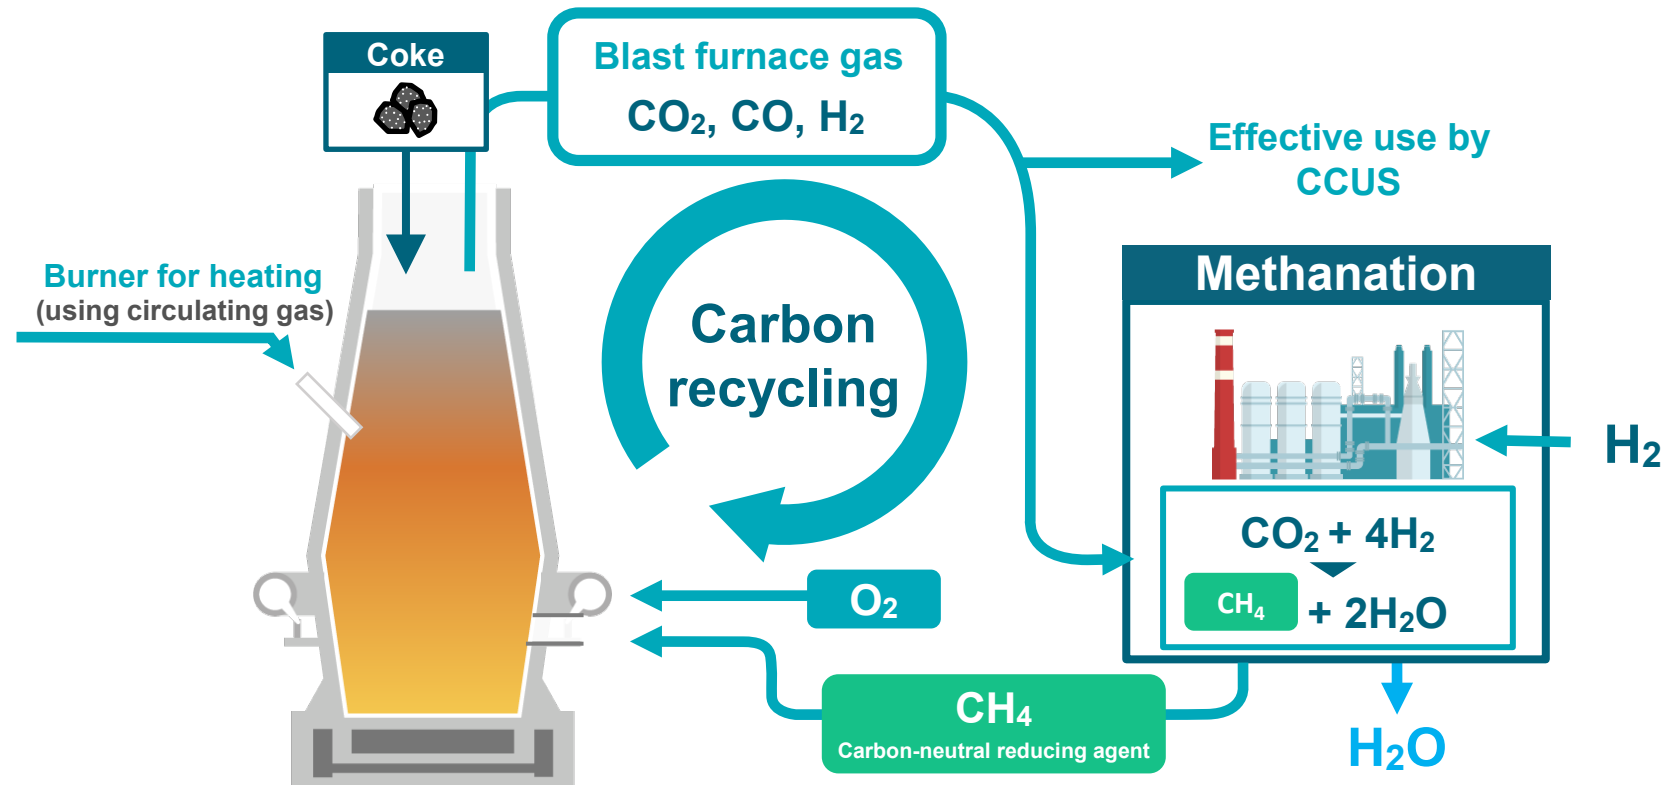 Coke
Blast furnace gas
CO₂, CO, H₂
Effective use by
CCUS
Burner for heating
(using circulating gas)
Carbon
recycling
Methanation
H₂
CO₂ + 4H₂
CH₄ + 2H₂O
O₂
CH₄
Carbon-neutral reducing agent
H₂O